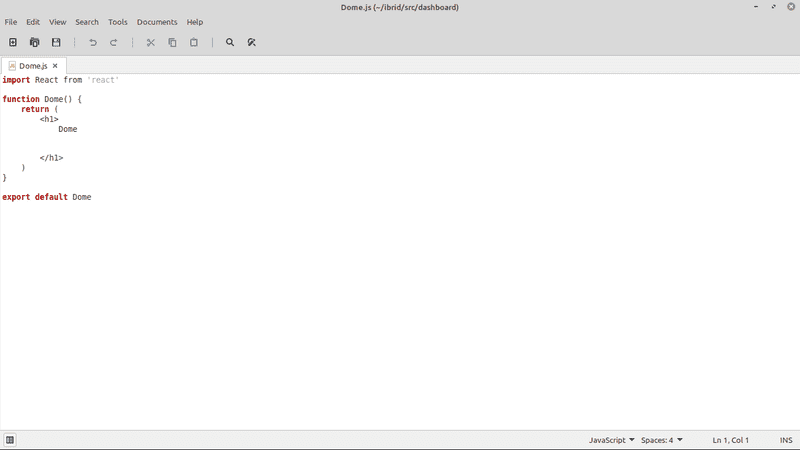 Dome.js (~/ibrid/src/dashboard)
File Edit View Search Tools Documents Help
Dome.js
import React from 'react'
function Dome() {
return (
<h1>
Dome
</h1>
)
}
export default Dome
JavaScript Spaces: 4 Ln 1, Col 1 INS